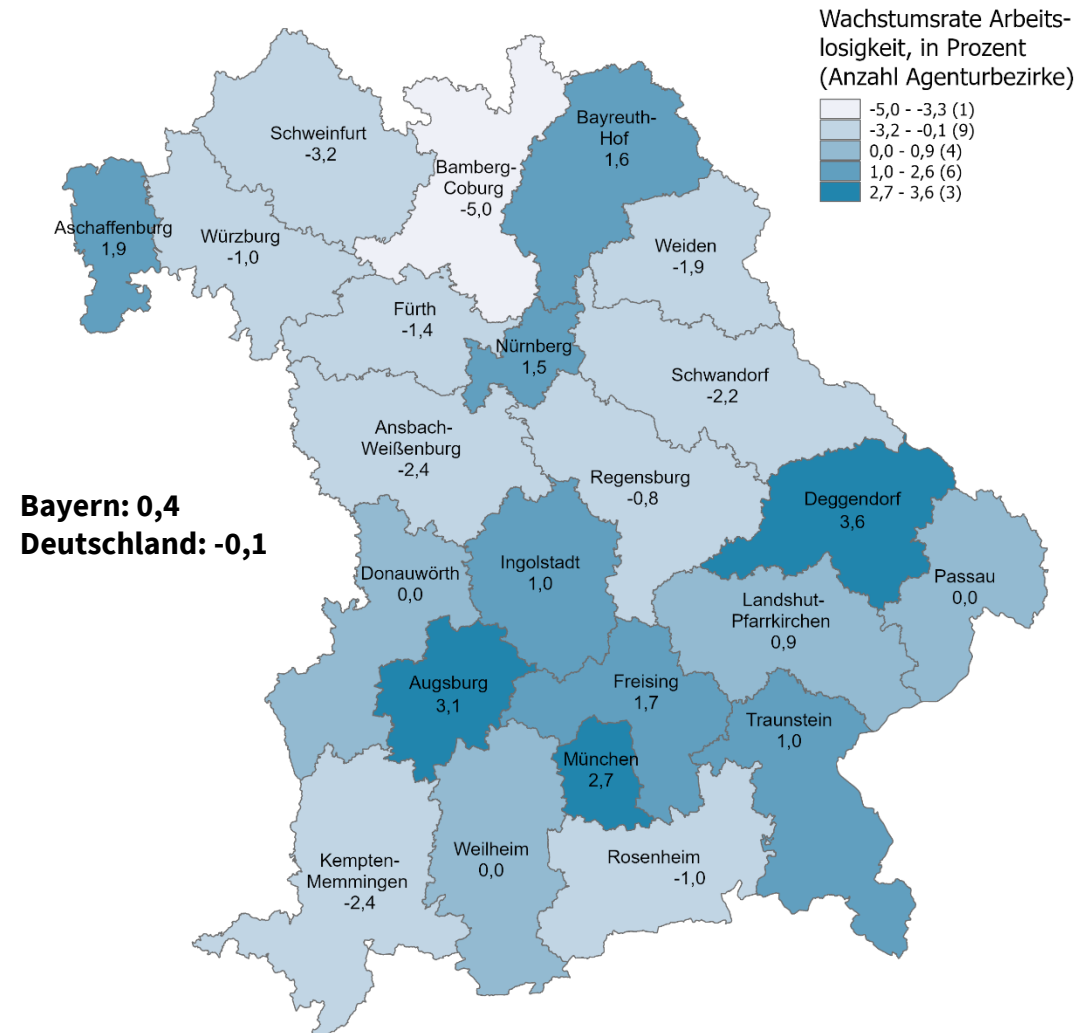 Wachstumsrate Arbeits-
losigkeit, in Prozent
(Anzahl Agenturbezirke)
-5,0 - -3,3 (1)
-3,2 - -0,1 (9)
0,0 - 0,9 (4)
1,0 - 2,6 (6)
2,7 - 3,6 (3)
Schweinfurt
-3,2
Bamberg-
Coburg
-5,0
Bayreuth-
Hof
1,6
Aschaffenburg
1,9
Würzburg
-1,0
Weiden
-1,9
Fürth
-1,4
Nürnberg
1,5
Schwandorf
-2,2
Ansbach-
Weißenburg
-2,4
Regensburg
-0,8
Deggendorf
3,6
Bayern: 0,4
Deutschland: -0,1
Donauwörth
0,0
Ingolstadt
1,0
Landshut-
Pfarrkirchen
0,9
Passau
0,0
Augsburg
3,1
Freising
1,7
Traunstein
1,0
München
2,7
Kempten-
Memmingen
-2,4
Weilheim
0,0
Rosenheim
-1,0